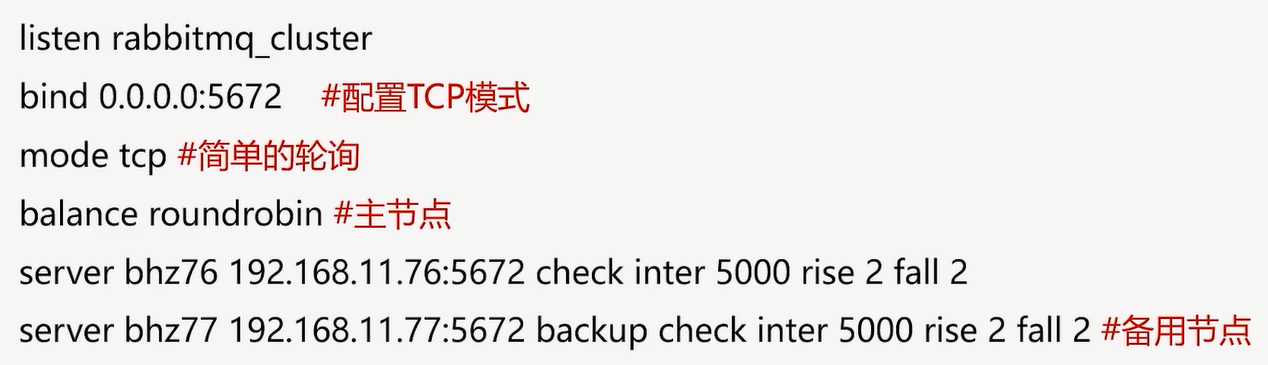 listen rabbitmq_cluster
bind 0.0.0.0:5672 #配置TCP模式
mode tcp #简单的轮询
balance roundrobin #主节点
server bhz76 192.168.11.76:5672 check inter 5000 rise 2 fall 2
server bhz77 192.168.11.77:5672 backup check inter 5000 rise 2 fall 2 #备用节点